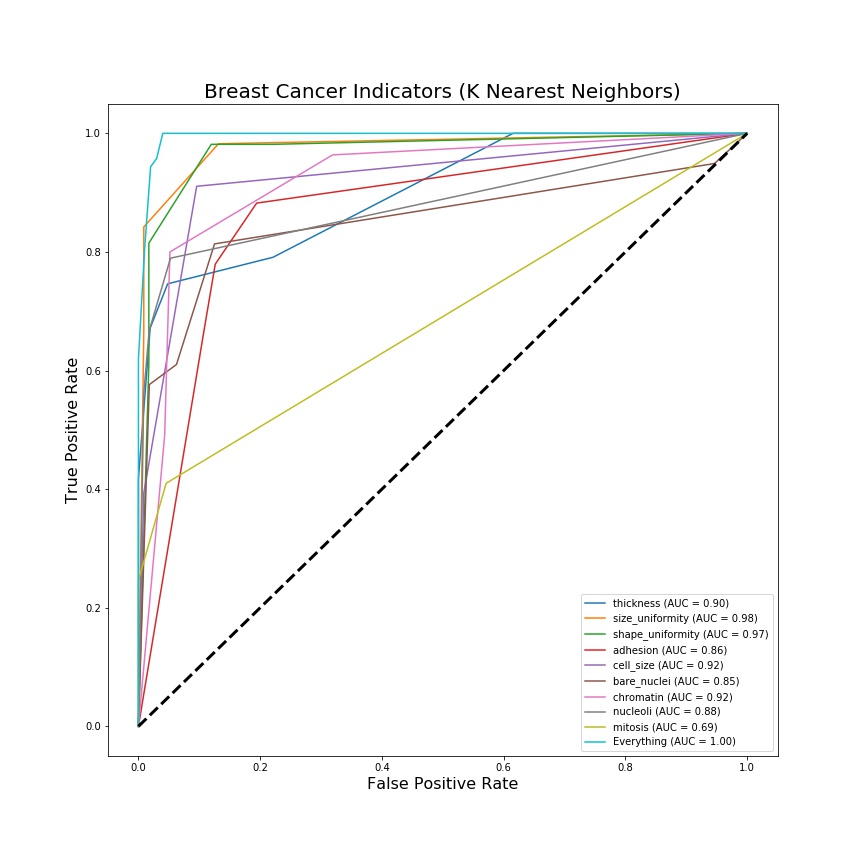 Breast Cancer Indicators (K Nearest Neighbors)
1.0
0.8
0.6
0.4
0.2
0.0
True Positive Rate
thickness (AUC = 0.90)
size_uniformity (AUC = 0.98)
shape_uniformity (AUC = 0.97)
adhesion (AUC = 0.86)
cell_size (AUC = 0.92)
bare_nuclei (AUC = 0.85)
chromatin (AUC = 0.92)
nucleoli (AUC = 0.88)
mitosis (AUC = 0.69)
Everything (AUC = 1.00)
0.0 0.2 0.4 0.6 0.8 1.0
False Positive Rate